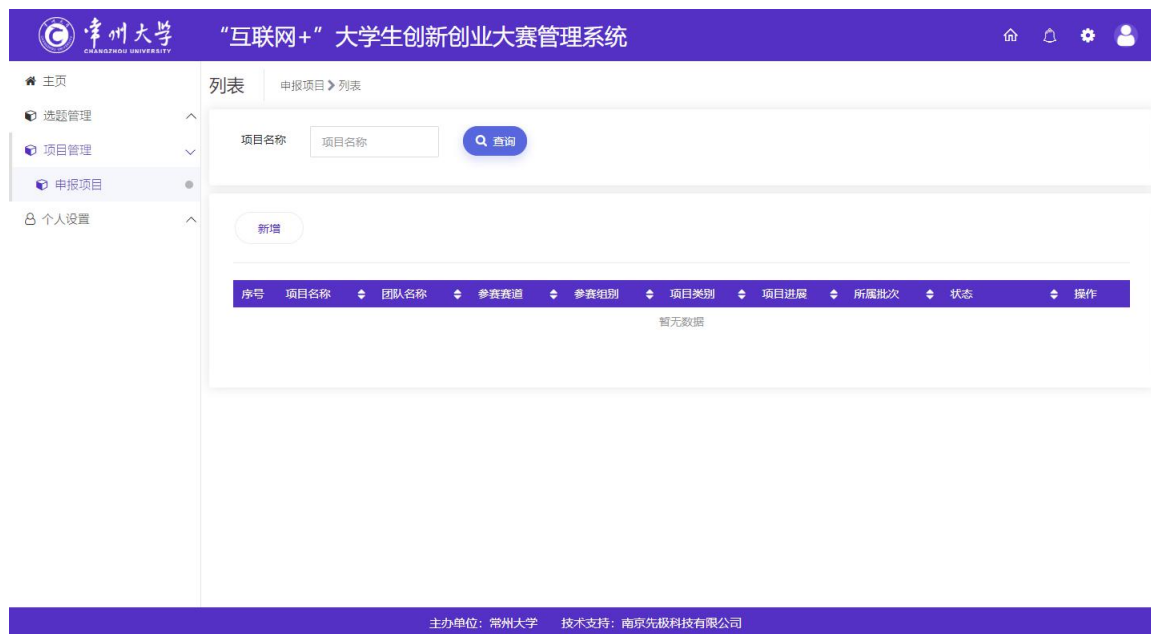 常州大学 “互联网+”大学生创新创业大赛管理系统
CHANGZHOU UNIVERSITY
主页
选题管理
项目管理
申报项目
个人设置
列表 申报项目 列表
项目名称 项目名称 查询
新增
序号 项目名称 团队名称 参赛赛道 参赛组别 项目类别 项目进展 所属批次 状态 操作
暂无数据
主办单位：常州大学 技术支持：南京先极科技有限公司